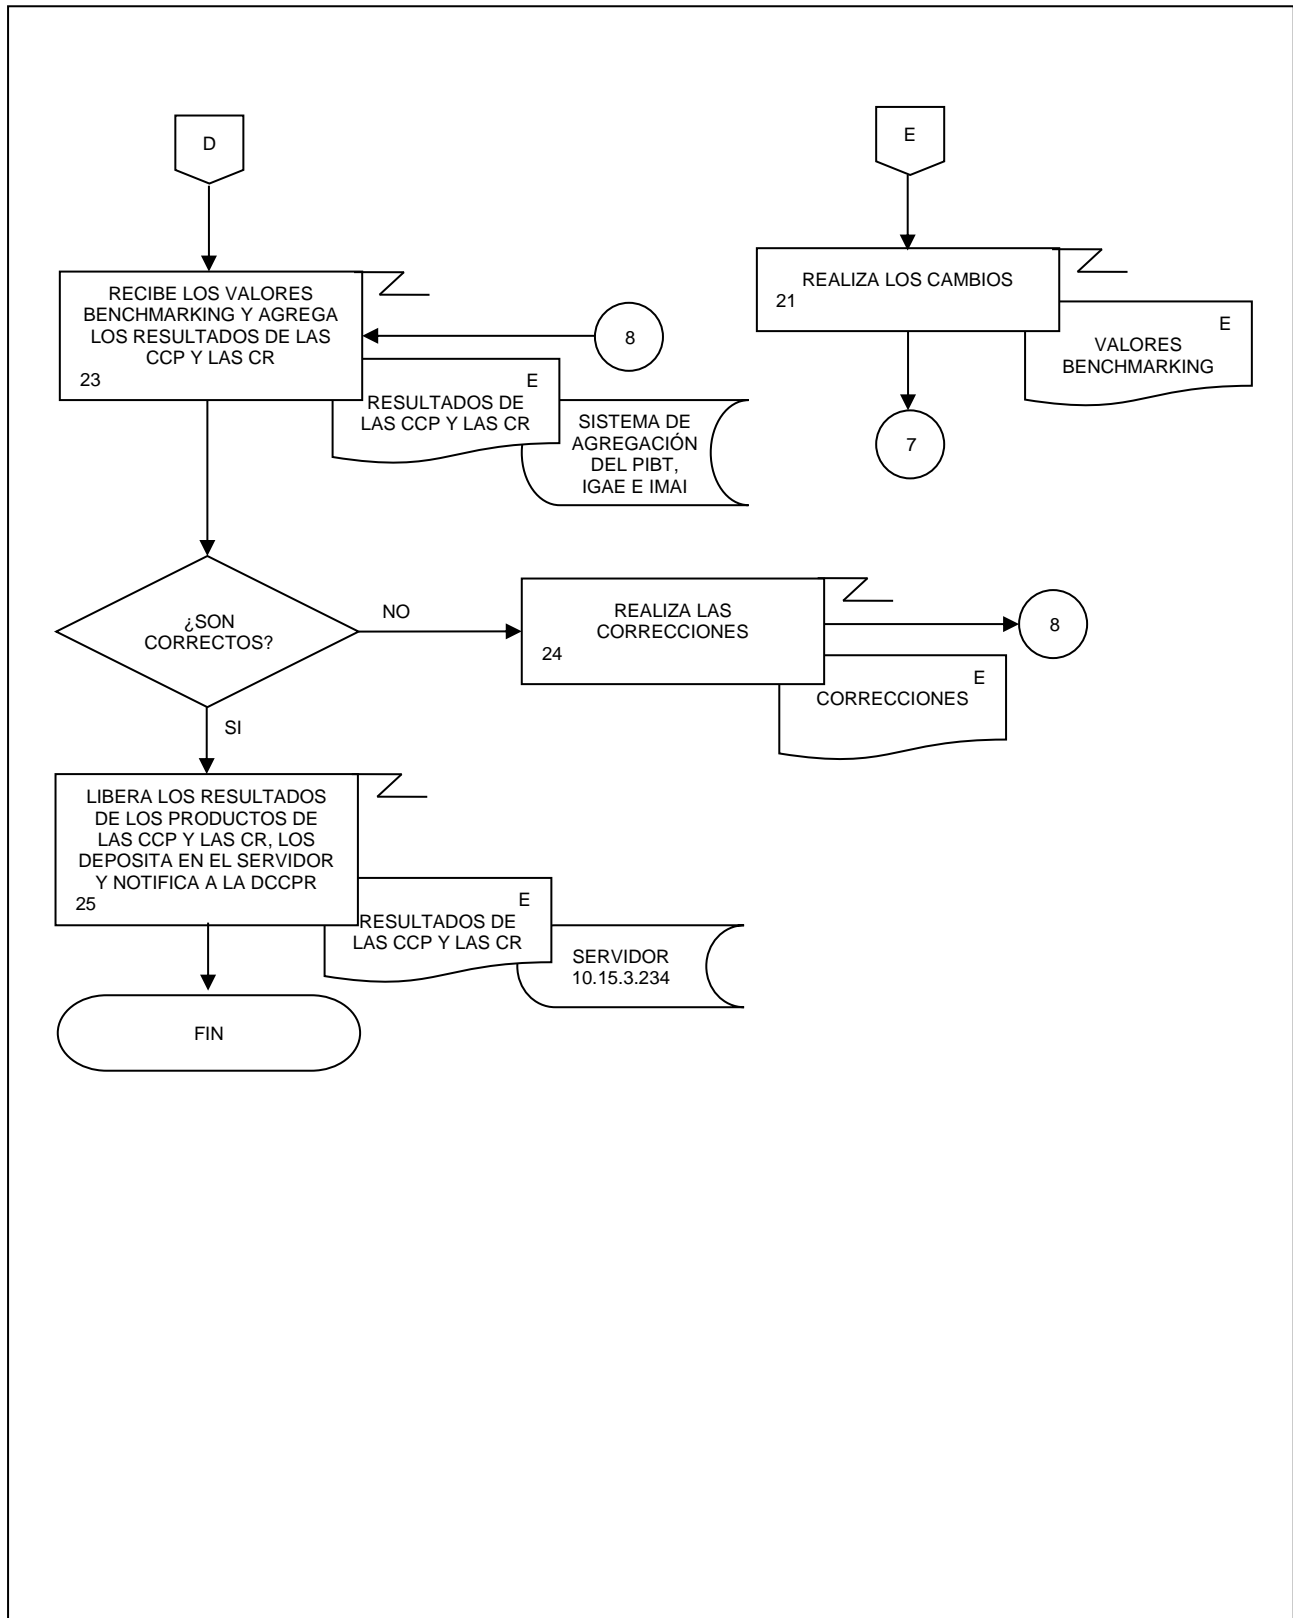 D
E
RECIBE LOS VALORES
BENCHMARKING Y AGREGA
LOS RESULTADOS DE LAS
CCP Y LAS CR
23
8
E
RESULTADOS DE
LAS CCP Y LAS CR
SISTEMA DE
AGREGACIÓN
DEL PIBT,
IGAE E IMAI
REALIZA LOS CAMBIOS
21
E
VALORES
BENCHMARKING
7
¿SON
CORRECTOS?
NO
REALIZA LAS
CORRECCIONES
24
8
E
CORRECCIONES
SI
LIBERA LOS RESULTADOS
DE LOS PRODUCTOS DE
LAS CCP Y LAS CR, LOS
DEPOSITA EN EL SERVIDOR
Y NOTIFICA A LA DCCPR
25
E
RESULTADOS DE
LAS CCP Y LAS CR
SERVIDOR
10.15.3.234
FIN